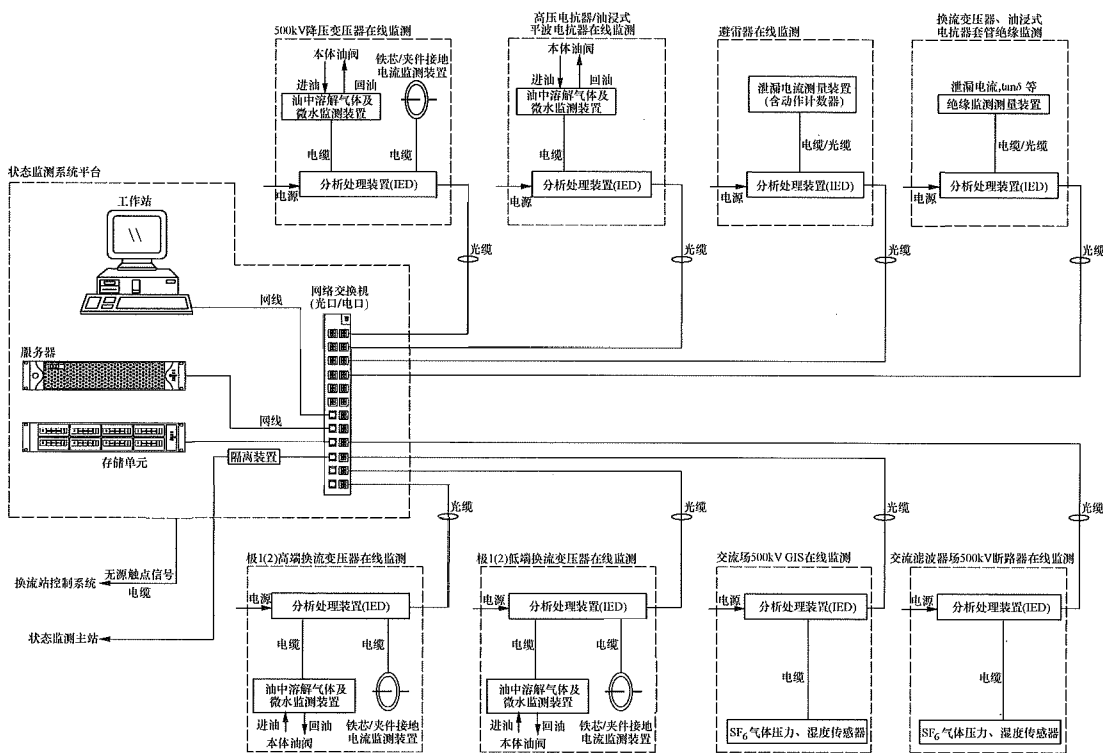 500kV降压变压器在线监测
本体油阀
进油
回油
油中溶解气体及
微水监测装置
铁芯/夹件接地
电流监测装置
电缆
电缆
分析处理装置(IED)
电源
光缆
高压电抗器/油浸式
平波电抗器在线监测
本体油阀
进油
回油
油中溶解气体及
微水监测装置
电缆
分析处理装置(IED)
电源
光缆
避雷器在线监测
泄漏电流测量装置
(含动作计数器)
电缆/光缆
分析处理装置(IED)
电源
光缆
换流变压器、油浸式
电抗器套管绝缘监测
泄漏电流,tanδ 等
绝缘监测测量装置
电缆/光缆
分析处理装置(IED)
电源
光缆
状态监测系统平台
工作站
网线
网络交换机
(光口/电口)
服务器
网线
存储单元
隔离装置
无源触点信号
换流站控制系统
电缆
状态监测主站
光缆
极1(2)高端换流变压器在线监测
电源
分析处理装置(IED)
电缆
电缆
油中溶解气体及
微水监测装置
进油
回油
本体油阀
铁芯/夹件接地
电流监测装置
光缆
极1(2)低端换流变压器在线监测
电源
分析处理装置(IED)
电缆
电缆
油中溶解气体及
微水监测装置
进油
回油
本体油阀
铁芯/夹件接地
电流监测装置
光缆
交流场500kV GIS在线监测
电源
分析处理装置(IED)
电缆
SF₆气体压力、湿度传感器
光缆
交流滤波器场500kV断路器在线监测
电源
分析处理装置(IED)
电缆
SF₆气体压力、湿度传感器